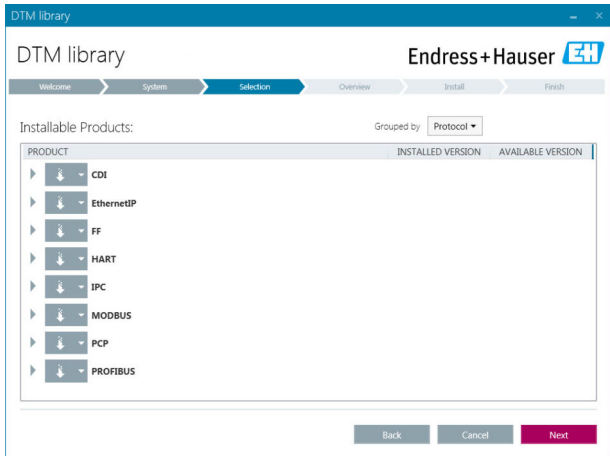 DTM library
DTM library
Endress+Hauser EH
Welcome System Selection Overview Install Finish
Installable Products:
Grouped by Protocol
PRODUCT INSTALLED VERSION AVAILABLE VERSION
CDI
EthernetIP
FF
HART
IPC
MODBUS
PCP
PROFIBUS
Back Cancel Next